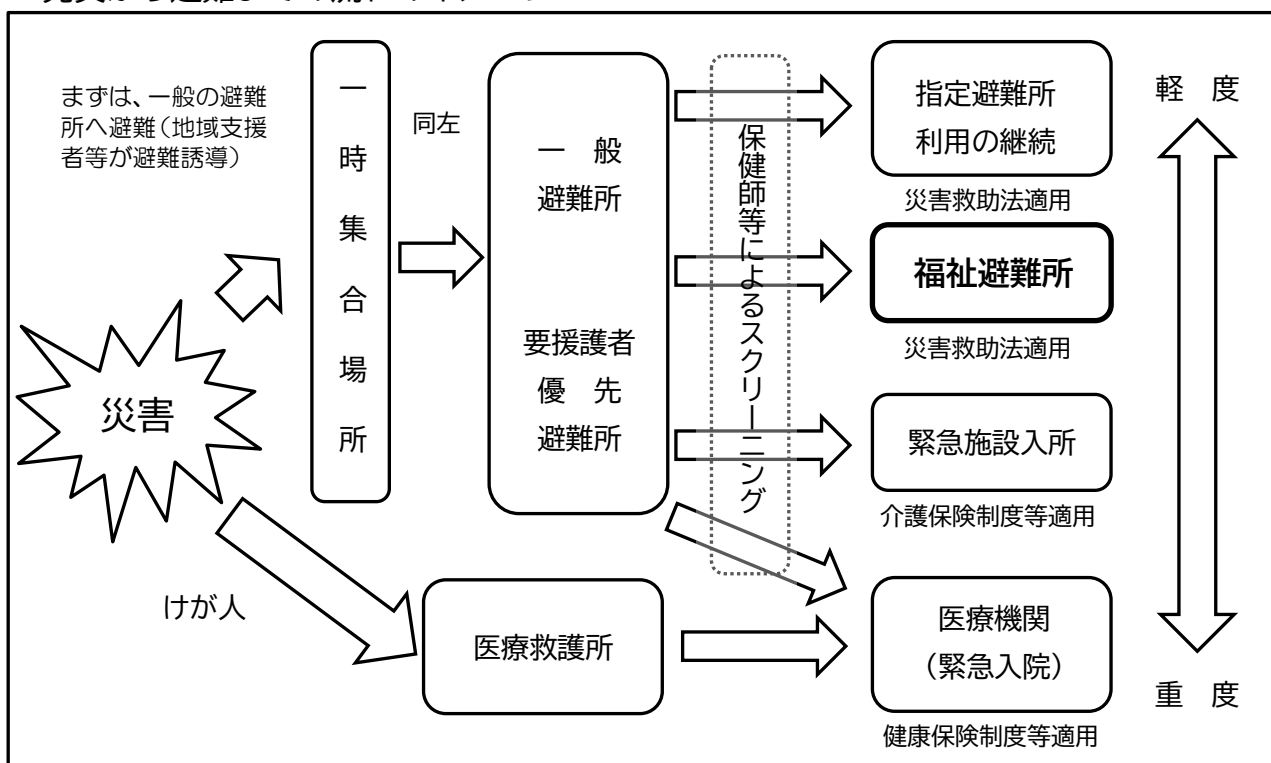 まずは、一般の避難
所へ避難（地域支援
者等が避難誘導）
災害
けが人
一時集合場所
同左
一般
避難所
要援護者
優先
避難所
医療救護所
保健師等によるスクリーニング
指定避難所
利用の継続
災害救助法適用
福祉避難所
災害救助法適用
緊急施設入所
介護保険制度等適用
医療機関
（緊急入院）
健康保険制度等適用
軽度
重度